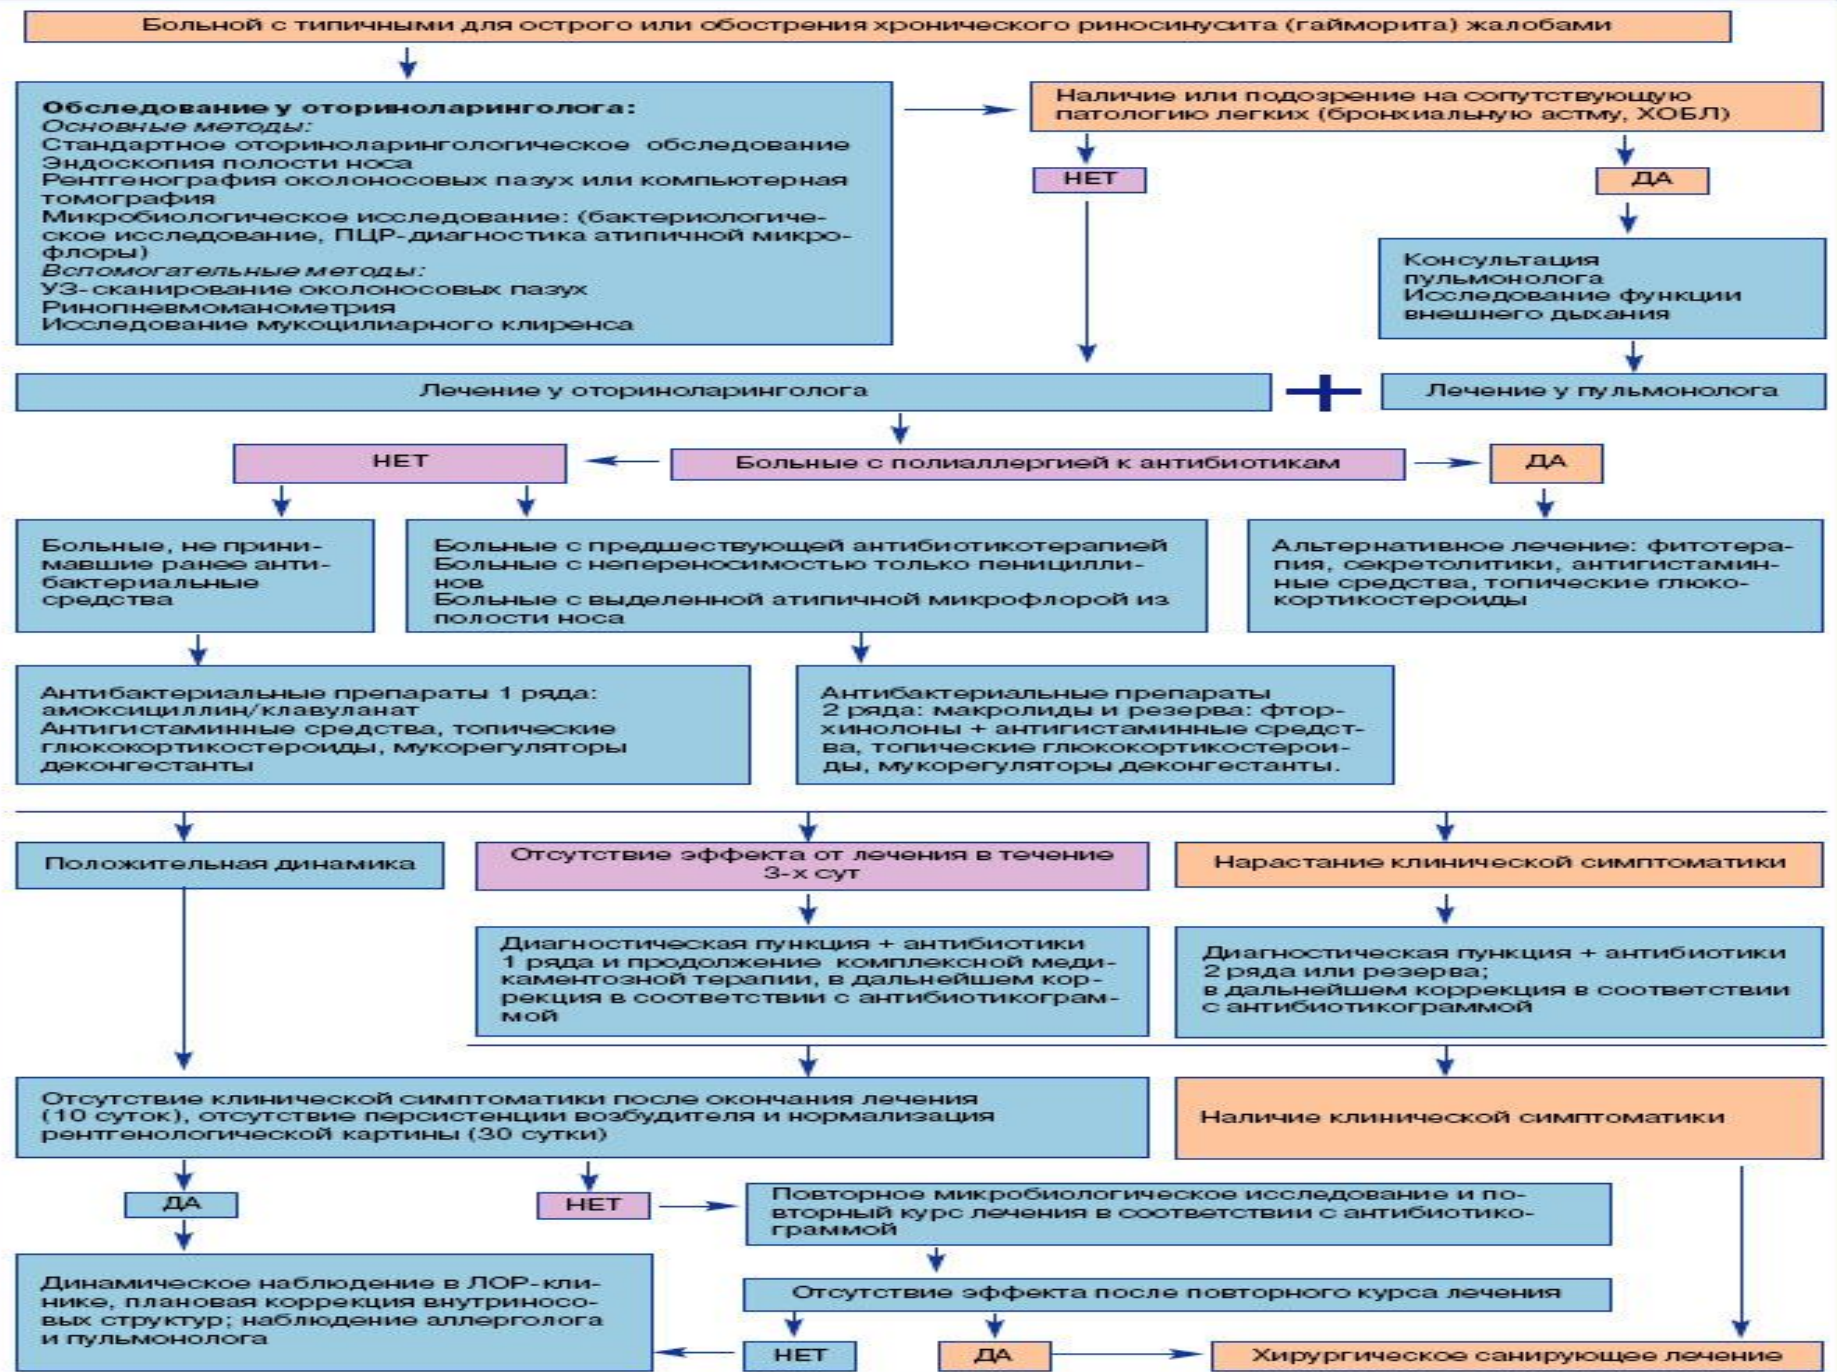 Больной с типичными для острого или обострения хронического риносинусита (гайморита) жалобами
Обследование у оториноларинголога:
Основные методы:
Стандартное оториноларингологическое обследование
Эндоскопия полости носа
Рентгенография околоносовых пазух или компьютерная
томография
Микробиологическое исследование: (бактериологиче-
ское исследование, ПЦР-диагностика атипичной микро-
флоры)
Вспомогательные методы:
УЗ-сканирование околоносовых пазух
Ринопневмоманометрия
Исследование мукоцилиарного клиренса
Наличие или подозрение на сопутствующую
патологию легких (бронхиальную астму, ХОБЛ)
НЕТ
ДА
Консультация
пульмонолога
Исследование функции
внешнего дыхания
Лечение у оториноларинголога
+
Лечение у пульмонолога
НЕТ
Больные с полиаллергией к антибиотикам
ДА
Больные, не прини-
мавшие ранее анти-
бактериальные
средства
Больные с предшествующей антибиотикотерапией
Больные с непереносимостью только пеницилли-
нов
Больные с выделенной атипичной микрофлорой из
полости носа
Альтернативное лечение: фитотера-
пия, секретолитики, антигистамин-
ные средства, топические глюко-
кортикостероиды
Антибактериальные препараты 1 ряда:
амоксициллин/клавуланат
Антигистаминные средства, топические
глюкокортикостероиды, мукорегуляторы
деконгестанты
Антибактериальные препараты
2 ряда: макролиды и резерва: фтор-
хинолоны + антигистаминные средст-
ва, топические глюкокортикостерои-
ды, мукорегуляторы деконгестанты.
Положительная динамика
Отсутствие эффекта от лечения в течение
3-х сут
Нарастание клинической симптоматики
Диагностическая пункция + антибиотики
1 ряда и продолжение комплексной меди-
каментозной терапии, в дальнейшем кор-
рекция в соответствии с антибиотикограм-
мой
Диагностическая пункция + антибиотики
2 ряда или резерва;
в дальнейшем коррекция в соответствии
с антибиотикограммой
Отсутствие клинической симптоматики после окончания лечения
(10 суток), отсутствие персистенции возбудителя и нормализация
рентгенологической картины (30 сутки)
Наличие клинической симптоматики
ДА
НЕТ
Повторное микробиологическое исследование и по-
вторный курс лечения в соответствии с антибиотико-
граммой
Динамическое наблюдение в ЛОР-кли-
нике, плановая коррекция внутриносо-
вых структур; наблюдение аллерголога
и пульмонолога
Отсутствие эффекта после повторного курса лечения
НЕТ
ДА
Хирургическое санирующее лечение